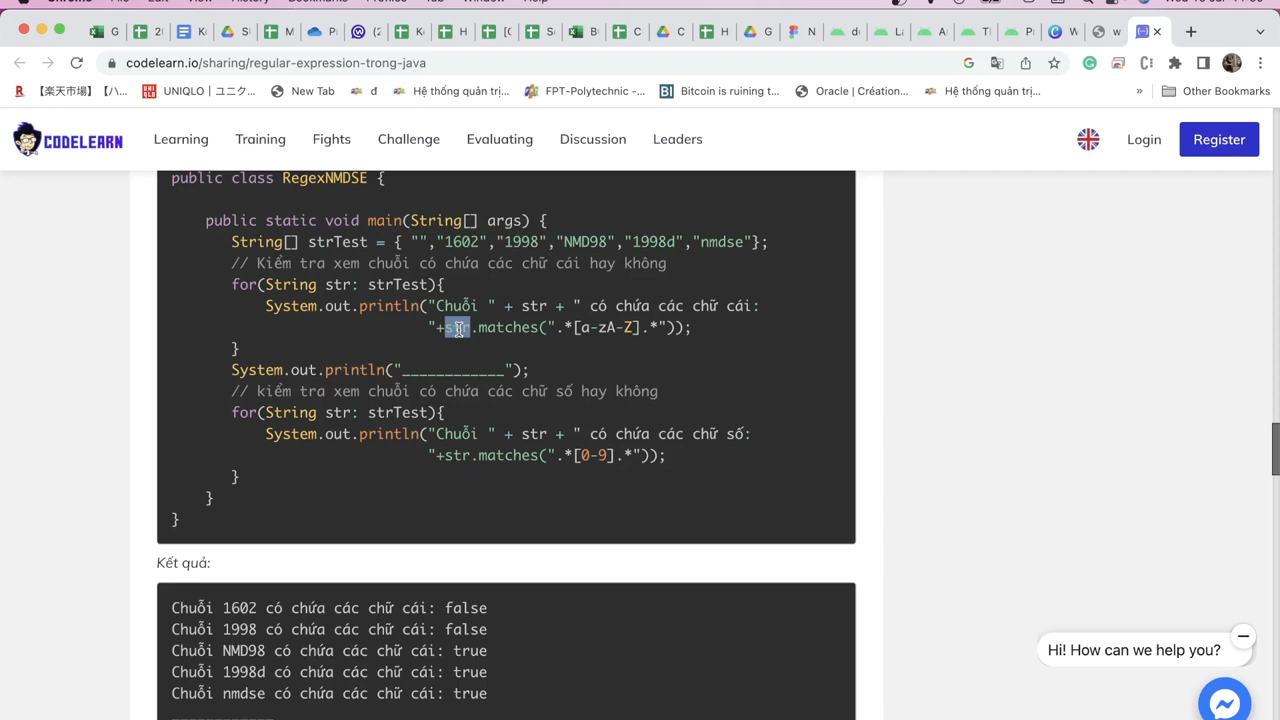 codelearn.io/sharing/regular-expression-trong-java
UNIQLO | ユニク...
New Tab
đ
Hệ thống quản trị...
FPT-Polytechnic -...
Bitcoin is ruining t...
Oracle | Création...
Hệ thống quản trị...
»
Other Bookmarks
CODELEARN
Learning
Training
Fights
Challenge
Evaluating
Discussion
Leaders
Login
Register
public class RegexNMDSE {
public static void main(String[] args) {
String[] strTest = { "","1602","1998","NMD98","1998d","nmdse"};
// Kiểm tra xem chuỗi có chứa các chữ cái hay không
for(String str: strTest){
System.out.println("Chuỗi " + str + " có chứa các chữ cái:
"+str.matches(".*[a-zA-Z].*"));
}
System.out.println("____________");
// kiểm tra xem chuỗi có chứa các chữ số hay không
for(String str: strTest){
System.out.println("Chuỗi " + str + " có chứa các chữ số:
"+str.matches(".*[0-9].*"));
}
}
}
Kết quả:
Chuỗi 1602 có chứa các chữ cái: false
Chuỗi 1998 có chứa các chữ cái: false
Chuỗi NMD98 có chứa các chữ cái: true
Chuỗi 1998d có chứa các chữ cái: true
Chuỗi nmdse có chứa các chữ cái: true
Hi! How can we help you?